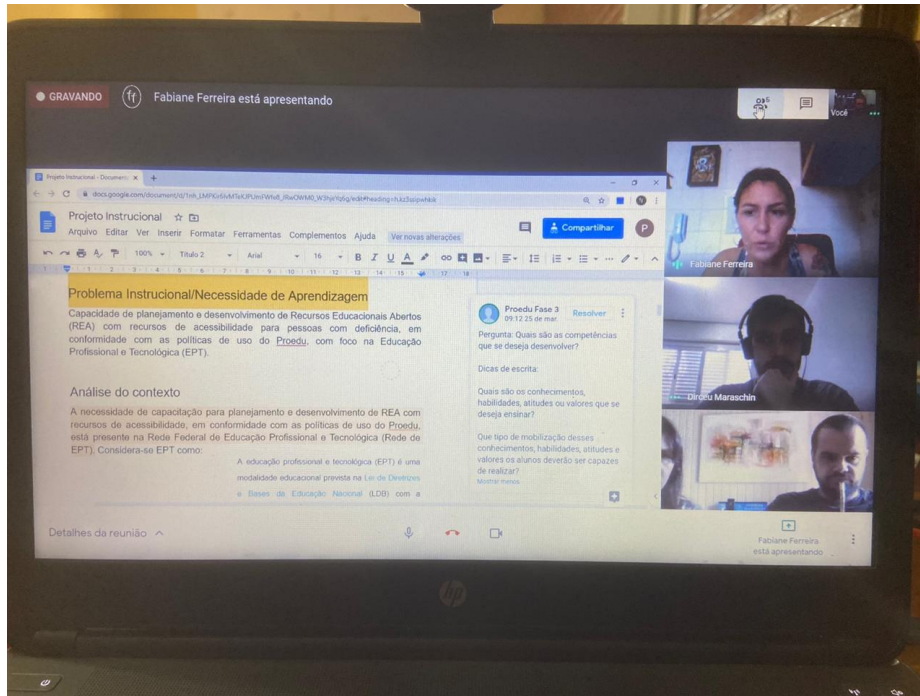 GRAVANDO
ff
Fabiane Ferreira está apresentando
6
Você
Projeto Instrucional - Document
Projeto Instrucional
Arquivo Editar Ver Inserir Formatar Ferramentas Complementos Ajuda Ver novas alterações
Compartilhar
P
100% Título 2 Arial 16 B I U A
Problema Instrucional/Necessidade de Aprendizagem
Capacidade de planejamento e desenvolvimento de Recursos Educacionais Abertos
(REA) com recursos de acessibilidade para pessoas com deficiência, em
conformidade com as políticas de uso do Proedu, com foco na Educação
Profissional e Tecnológica (EPT).
Análise do contexto
A necessidade de capacitação para planejamento e desenvolvimento de REA com
recursos de acessibilidade, em conformidade com as políticas de uso do Proedu,
está presente na Rede Federal de Educação Profissional e Tecnológica (Rede de
EPT), Considera-se EPT como:
A educação profissional e tecnológica (EPT) é uma
modalidade educacional prevista na Lei de Diretrizes
e Bases da Educação Nacional (LDB) com a
Proedu Fase 3
09:12 25 de mar.
Resolver
Pergunta: Quais são as competências
que se deseja desenvolver?
Dicas de escrita:
Quais são os conhecimentos,
habilidades, atitudes ou valores que se
deseja ensinar?
Que tipo de mobilização desses
conhecimentos, habilidades, atitudes e
valores os alunos deverão ser capazes
de realizar?
Mostrar menos
Fabiane Ferreira
Dirceu Maraschin
Detalhes da reunião
Fabiane Ferreira
está apresentando
hp